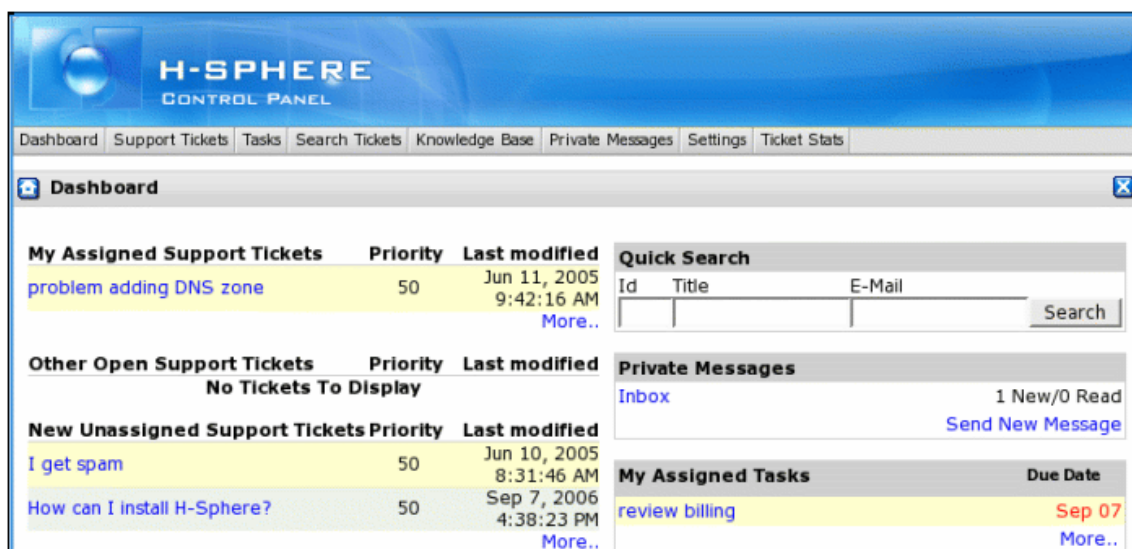 H-SPHERE
CONTROL PANEL
Dashboard Support Tickets Tasks Search Tickets Knowledge Base Private Messages Settings Ticket Stats
Dashboard
My Assigned Support Tickets Priority Last modified
problem adding DNS zone 50 Jun 11, 2005
9:42:16 AM
More..
Other Open Support Tickets Priority Last modified
No Tickets To Display
New Unassigned Support Tickets Priority Last modified
I get spam 50 Jun 10, 2005
8:31:46 AM
How can I install H-Sphere? 50 Sep 7, 2006
4:38:23 PM
More..
Quick Search
Id Title E-Mail
Search
Private Messages
Inbox 1 New/0 Read
Send New Message
My Assigned Tasks Due Date
review billing Sep 07
More..